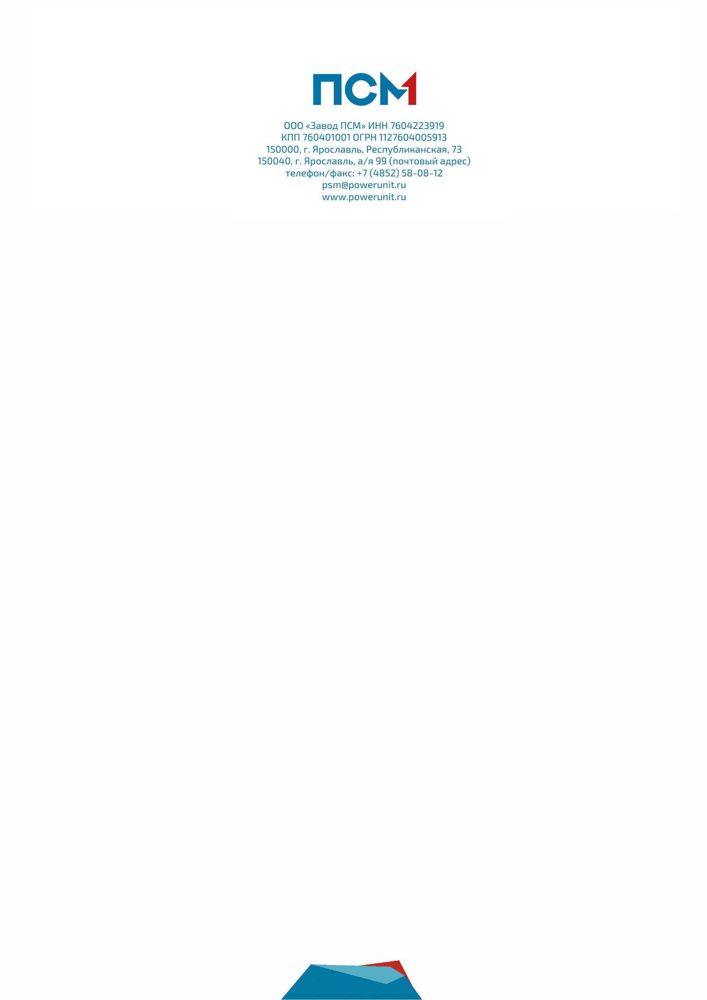 ПСМ
ООО «Завод ПСМ» ИНН 7604223919
КПП 760401001 ОГРН 1127604005913
150000, г. Ярославль, Республиканская, 73
150040, г. Ярославль, а/я 99 (почтовый адрес)
телефон/факс: +7 (4852) 58-08-12
psm@powerunit.ru
www.powerunit.ru